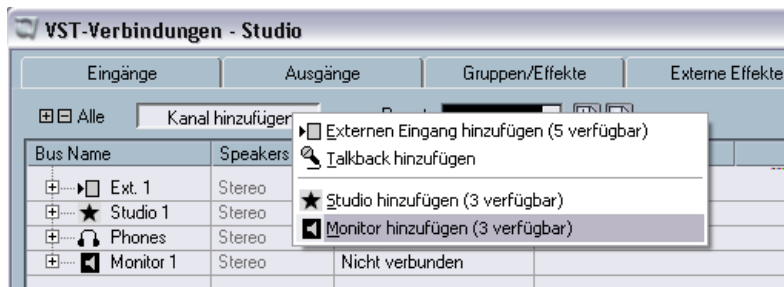 VST-Verbindungen - Studio
Eingänge Ausgänge Gruppen/Effekte Externe Effekte
Alle Kanal hinzufügen
Externen Eingang hinzufügen (5 verfügbar)
Talkback hinzufügen
Studio hinzufügen (3 verfügbar)
Monitor hinzufügen (3 verfügbar)
Bus Name Speakers
Ext. 1 Stereo
Studio 1 Stereo
Phones Stereo
Monitor 1 Stereo Nicht verbunden